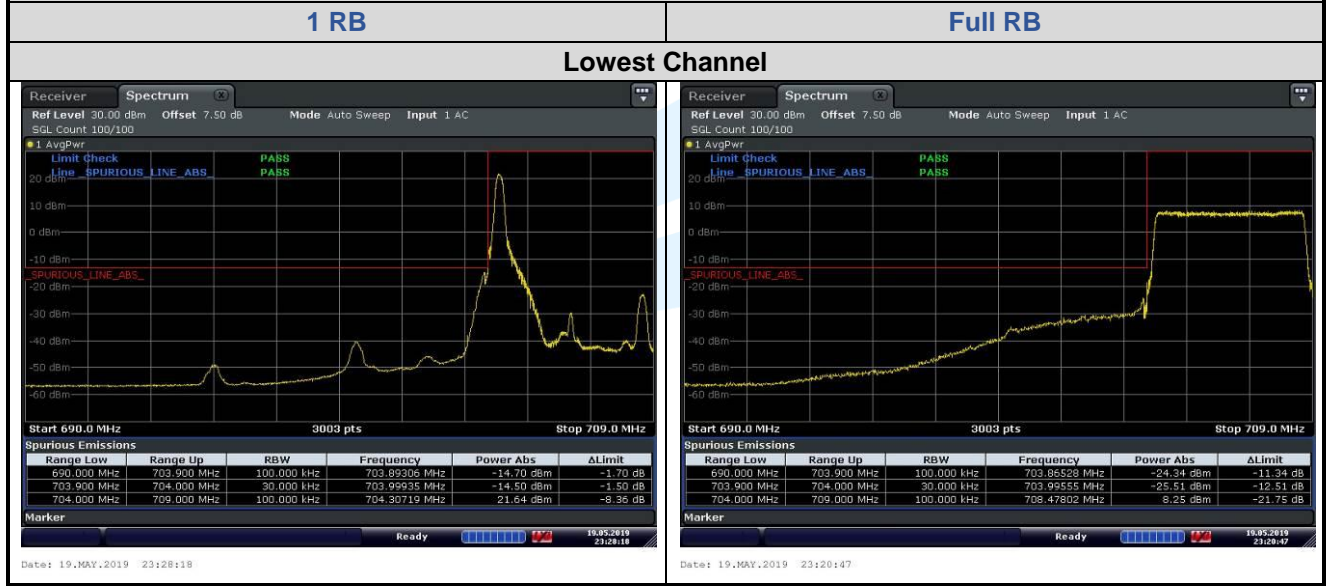 1 RB
Full RB
Lowest Channel
Receiver Spectrum
Ref Level 30.00 dBm Offset 7.50 dB Mode Auto Sweep Input 1 AC
SGL Count 100/100
1 AvgPwr
Limit Check PASS
Line _SPURIOUS_LINE_ABS_ PASS
20 dBm
10 dBm
0 dBm
-10 dBm
_SPURIOUS_LINE_ABS_
-20 dBm
-30 dBm
-40 dBm
-50 dBm
-60 dBm
Start 690.0 MHz 3003 pts Stop 709.0 MHz
Spurious Emissions
Range Low Range Up RBW Frequency Power Abs ΔLimit
690.000 MHz 703.900 MHz 100.000 kHz 703.89306 MHz -14.70 dBm -1.70 dB
703.900 MHz 704.000 MHz 30.000 kHz 703.99935 MHz -14.50 dBm -1.50 dB
704.000 MHz 709.000 MHz 100.000 kHz 704.30719 MHz 21.64 dBm -8.36 dB
Marker
Ready 19.05.2019
23:28:18
Date: 19.MAY.2019 23:28:18
Receiver Spectrum
Ref Level 30.00 dBm Offset 7.50 dB Mode Auto Sweep Input 1 AC
SGL Count 100/100
1 AvgPwr
Limit Check PASS
Line _SPURIOUS_LINE_ABS_ PASS
20 dBm
10 dBm
0 dBm
-10 dBm
_SPURIOUS_LINE_ABS_
-20 dBm
-30 dBm
-40 dBm
-50 dBm
-60 dBm
Start 690.0 MHz 3003 pts Stop 709.0 MHz
Spurious Emissions
Range Low Range Up RBW Frequency Power Abs ΔLimit
690.000 MHz 703.900 MHz 100.000 kHz 703.86528 MHz -24.34 dBm -11.34 dB
703.900 MHz 704.000 MHz 30.000 kHz 703.99555 MHz -25.51 dBm -12.51 dB
704.000 MHz 709.000 MHz 100.000 kHz 708.47802 MHz 8.25 dBm -21.75 dB
Marker
Ready 19.05.2019
23:20:47
Date: 19.MAY.2019 23:20:47